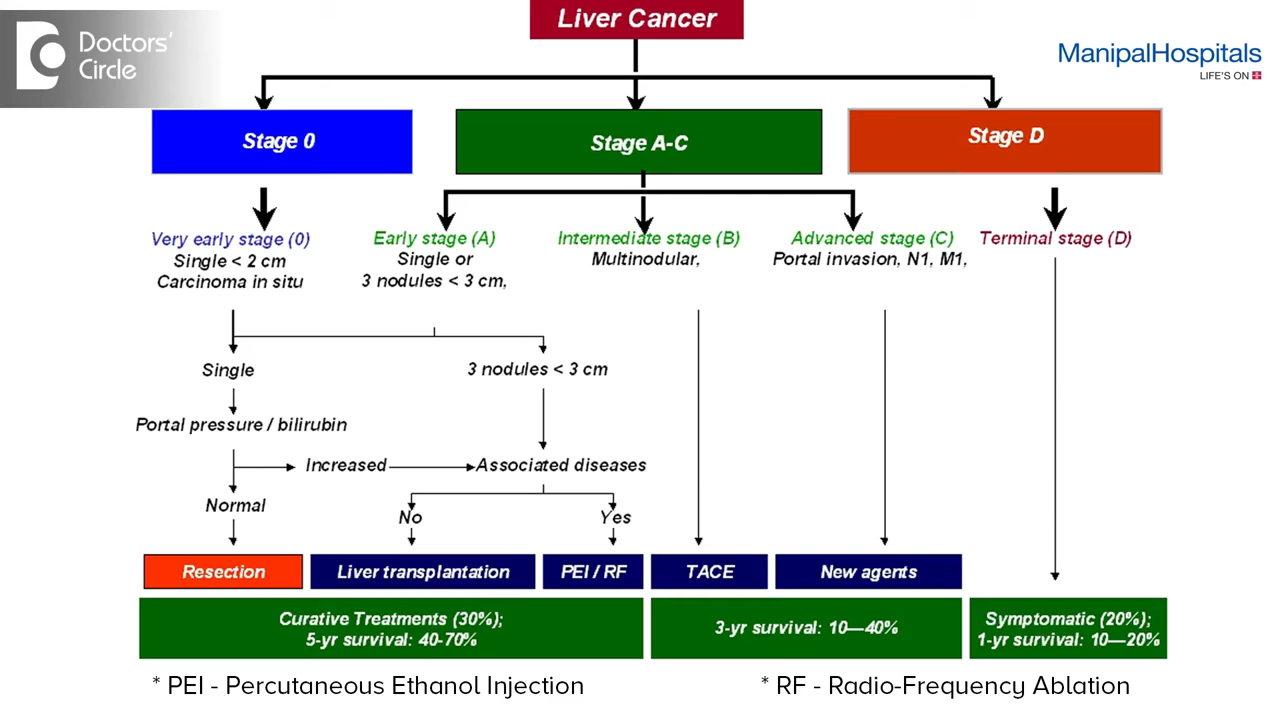 Doctors'
Circle
Liver Cancer
ManipalHospitals
LIFE'S ON
Stage 0
Stage A-C
Stage D
Very early stage (0)
Single < 2 cm
Carcinoma in situ
Early stage (A)
Single or
3 nodules < 3 cm,
Intermediate stage (B)
Multinodular,
Advanced stage (C)
Portal invasion, N1, M1,
Terminal stage (D)
Single
3 nodules < 3 cm
Portal pressure / bilirubin
Increased
Associated diseases
Normal
No
Yes
Resection
Liver transplantation
PEI / RF
TACE
New agents
Curative Treatments (30%);
5-yr survival: 40-70%
3-yr survival: 10—40%
Symptomatic (20%);
1-yr survival: 10—20%
* PEI - Percutaneous Ethanol Injection
* RF - Radio-Frequency Ablation